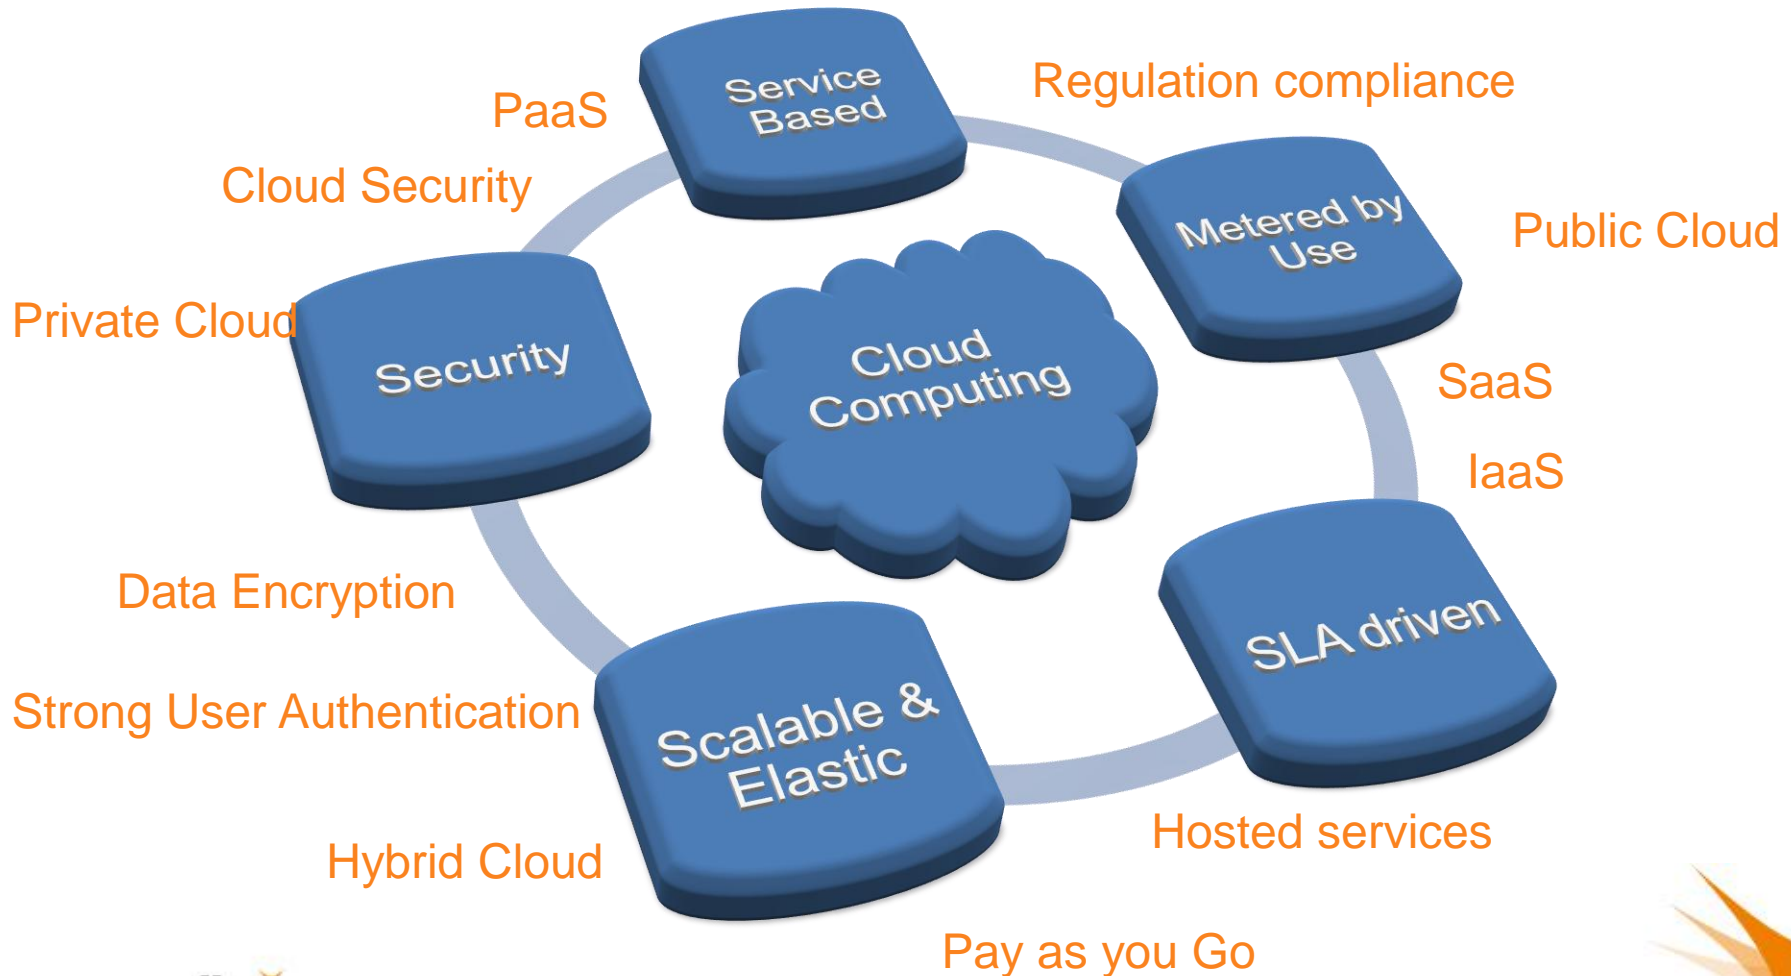 Service
Based
Regulation compliance
PaaS
Cloud Security
Metered by
Use
Public Cloud
Private Cloud
Security
Cloud
Computing
SaaS
IaaS
Data Encryption
SLA driven
Strong User Authentication
Scalable &
Elastic
Hosted services
Hybrid Cloud
Pay as you Go